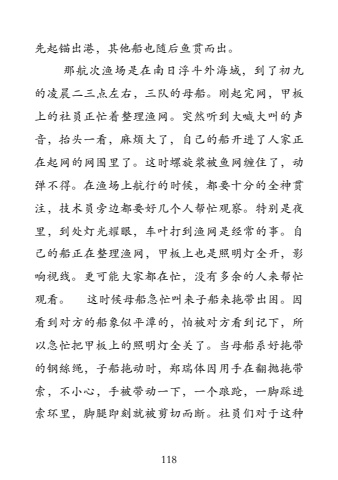 先起锚出港，其他船也随后鱼贯而出。
那航次渔场是在南日浮斗外海域，到了初九
的凌晨二三点左右，三队的母船。刚起完网，甲板
上的社员正忙着整理渔网。突然听到大喊大叫的声
音，抬头一看，麻烦大了，自己的船开进了人家正
在起网的网围里了。这时螺旋浆被鱼网缠住了，动
弹不得。在渔场上航行的时候，都要十分的全神贯
注，技术员旁边都要好几个人帮忙观察。特别是夜
里，到处灯光耀眼，车叶打到渔网是经常的事。自
己的船正在整理渔网，甲板上也是照明灯全开，影
响视线。更可能大家都在忙，没有多余的人来帮忙
观看。 这时候母船急忙叫来子船来拖带出困。因
看到对方的船象似平潭的，怕被对方看到记下，所
以急忙把甲板上的照明灯全关了。当母船系好拖带
的钢丝绳，子船拖动时，郑瑞体因用手在翻抛拖带
索，不小心，手被带动一下，一个踉跄，一脚踩进
索环里，脚腿即刻就被剪切而断。社员们对于这种
118